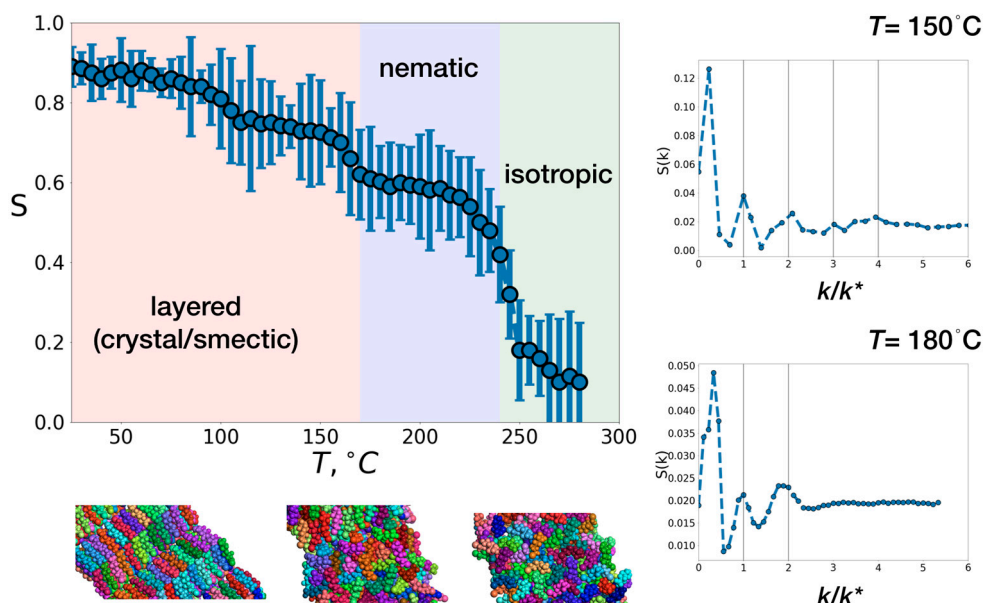 1.0
0.8
0.6
0.4
0.2
0.0
S
nematic
isotropic
layered
(crystal/smectic)
50 100 150 200 250 300
T, °C
T= 150°C
0.12
0.10
0.08
0.06
0.04
0.02
0.00
S(k)
0 1 2 3 4 5 6
k/k*
T= 180°C
0.050
0.045
0.040
0.035
0.030
0.025
0.020
0.015
0.010
S(k)
0 1 2 3 4 5 6
k/k*